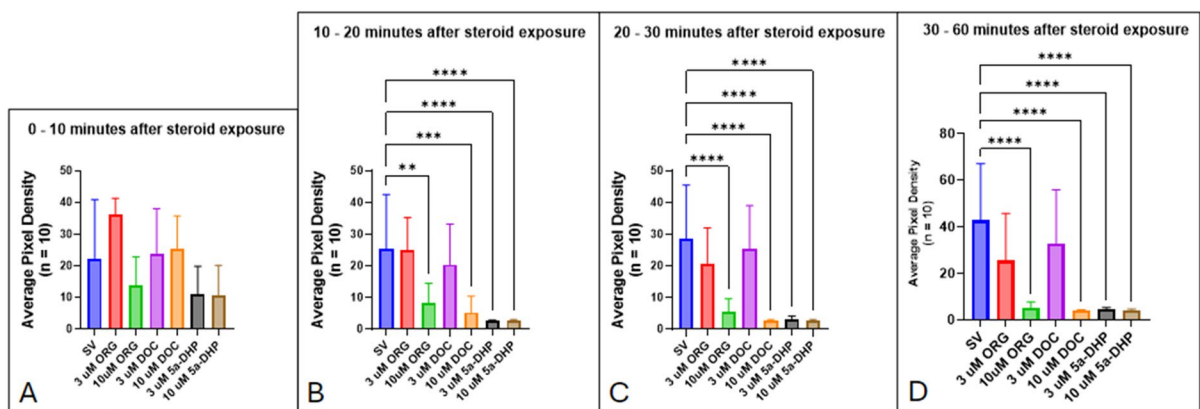 0 - 10 minutes after steroid exposure
Average Pixel Density
(n = 10)
50
40
30
20
10
0
SV
3 uM ORG
10uM ORG
3 uM DOC
10 uM DOC
3 uM 5a-DHP
10 uM 5a-DHP
A
10 - 20 minutes after steroid exposure
****
****
***
**
Average Pixel Density
(n = 10)
50
40
30
20
10
0
SV
3 uM ORG
10uM ORG
3 uM DOC
10 uM DOC
3 uM 5a-DHP
10 uM 5a-DHP
B
20 - 30 minutes after steroid exposure
****
****
****
****
Average Pixel Density
(n = 10)
50
40
30
20
10
0
SV
3 uM ORG
10uM ORG
3 uM DOC
10 uM DOC
3 uM 5a-DHP
10 uM 5a-DHP
C
30 - 60 minutes after steroid exposure
****
****
****
****
Average Pixel Density
(n = 10)
80
60
40
20
0
SV
3 uM ORG
10uM ORG
3 uM DOC
10 uM DOC
3 uM 5a-DHP
10 uM 5a-DHP
D